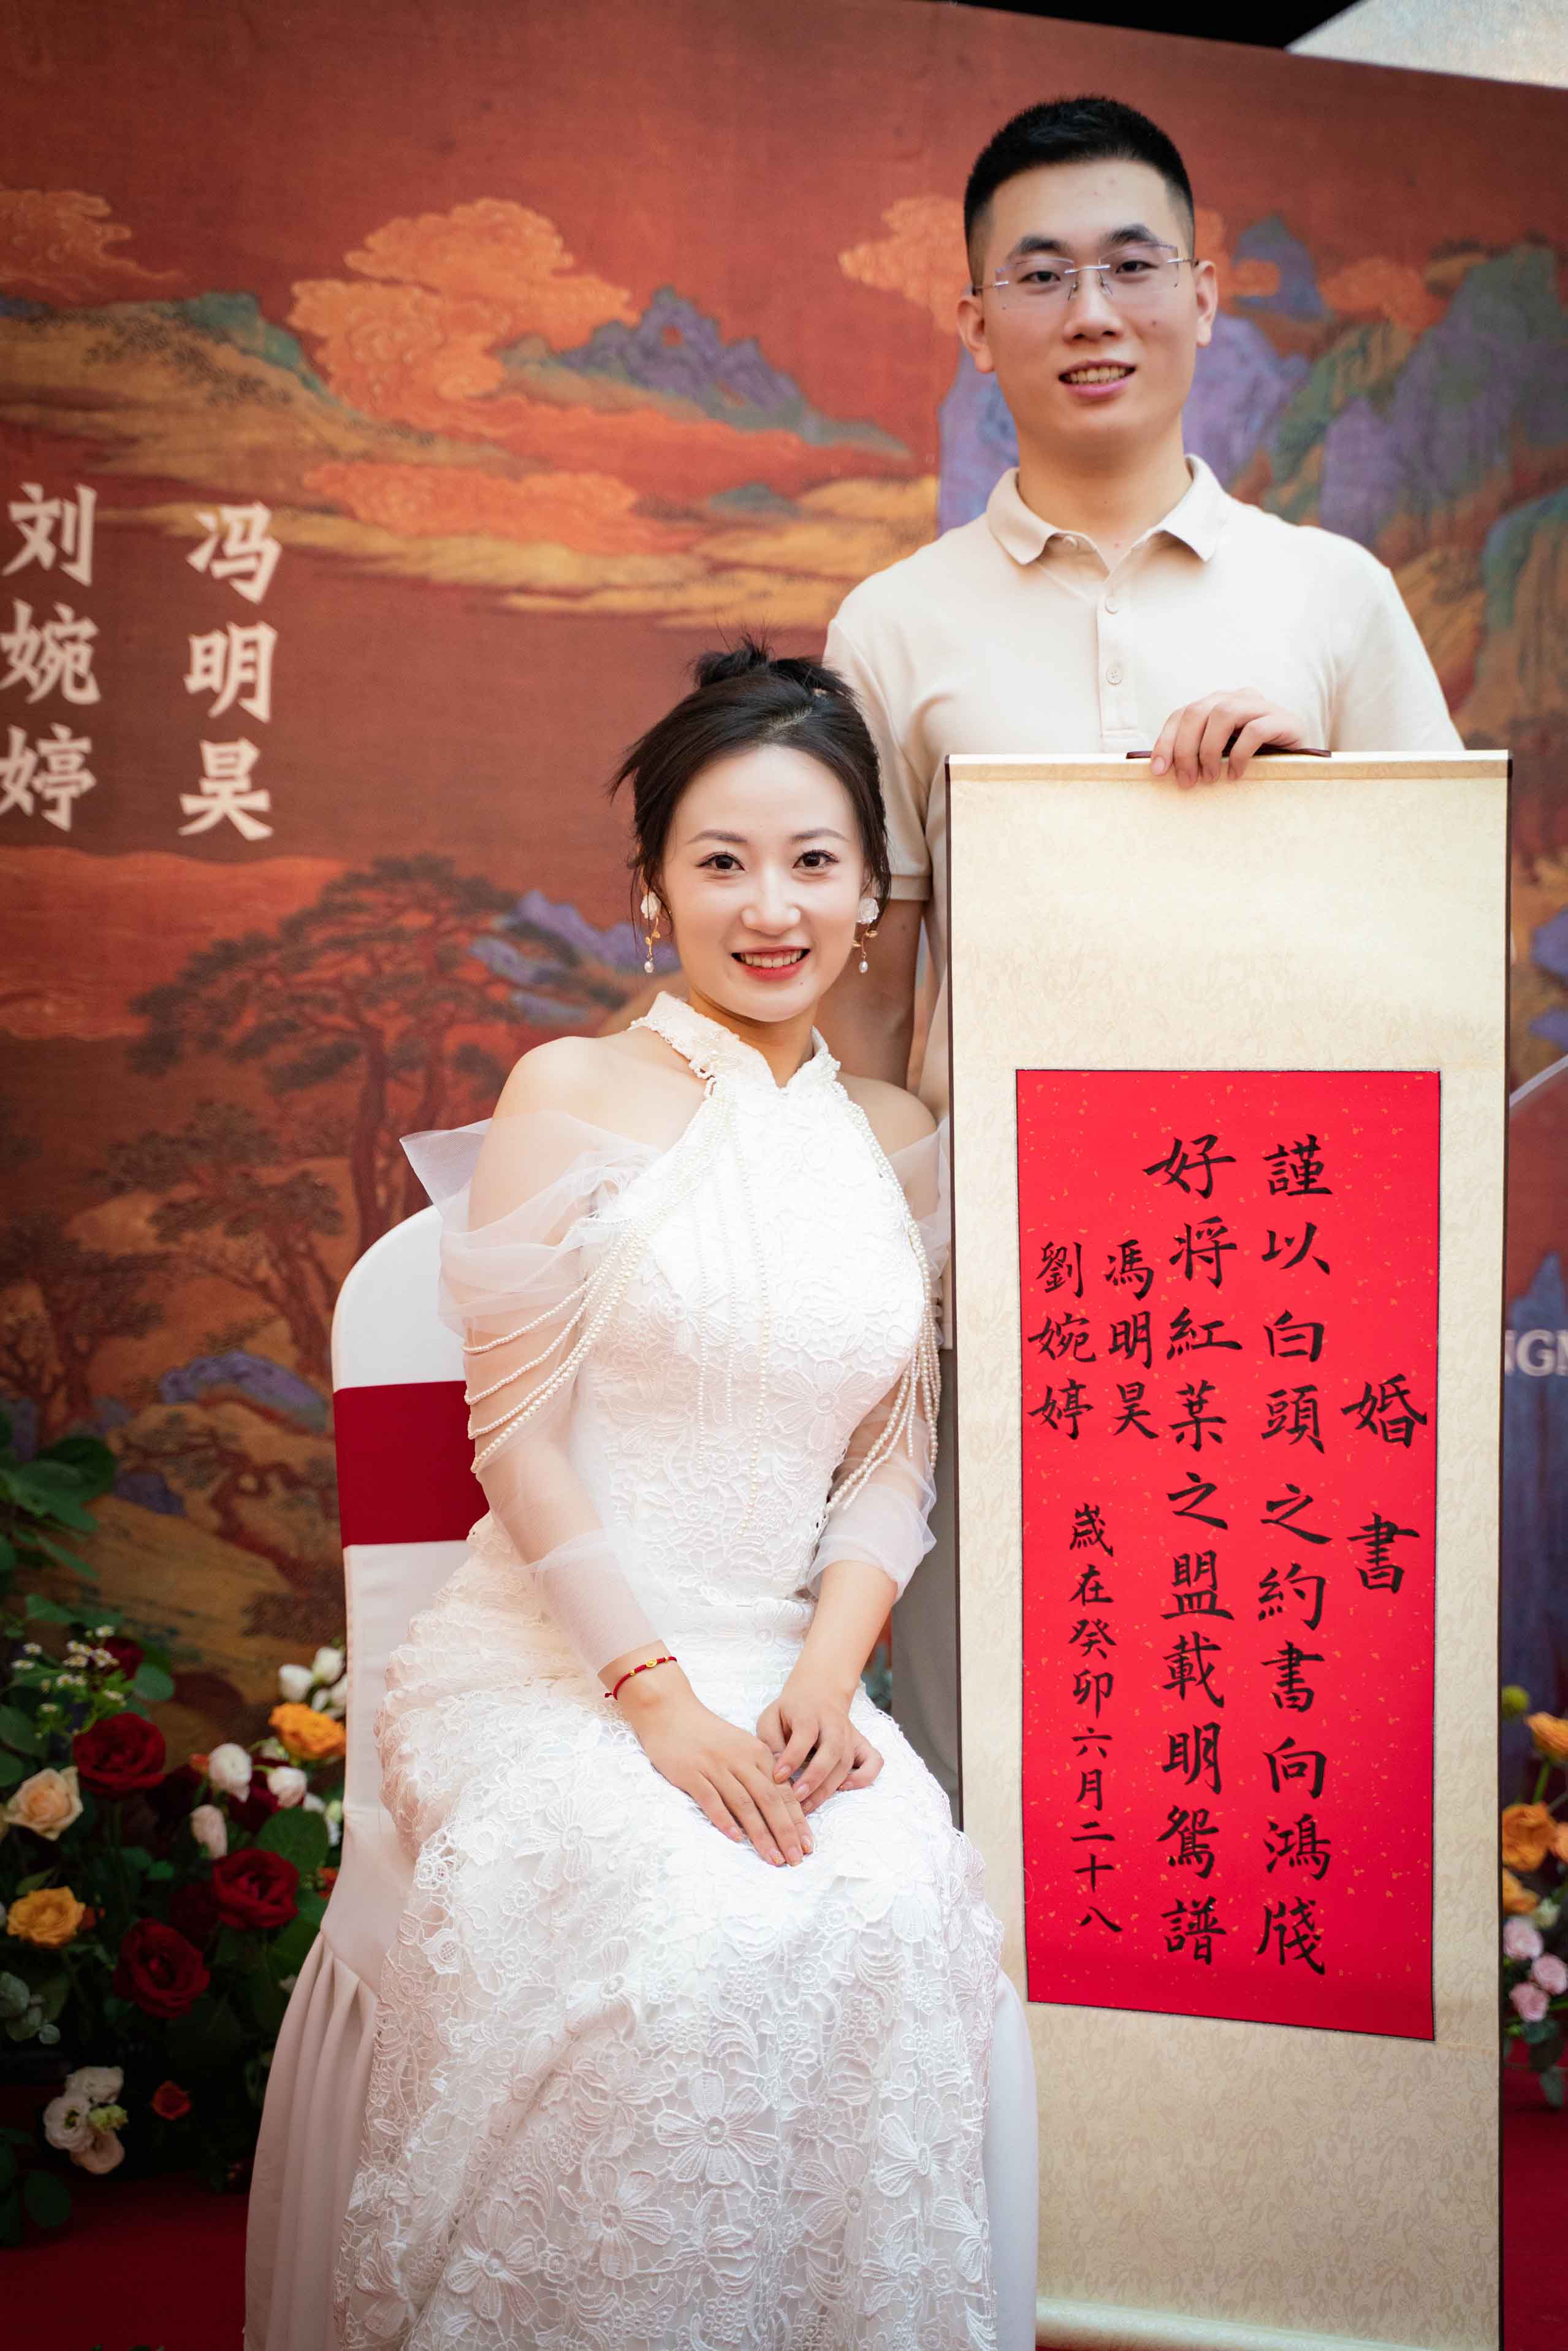 冯明昊
刘婉婷
婚書
謹以白頭之約書向鴻牋
好将紅葉之盟載明鴛譜
馮明昊
劉婉婷
歲在癸卯六月二十八